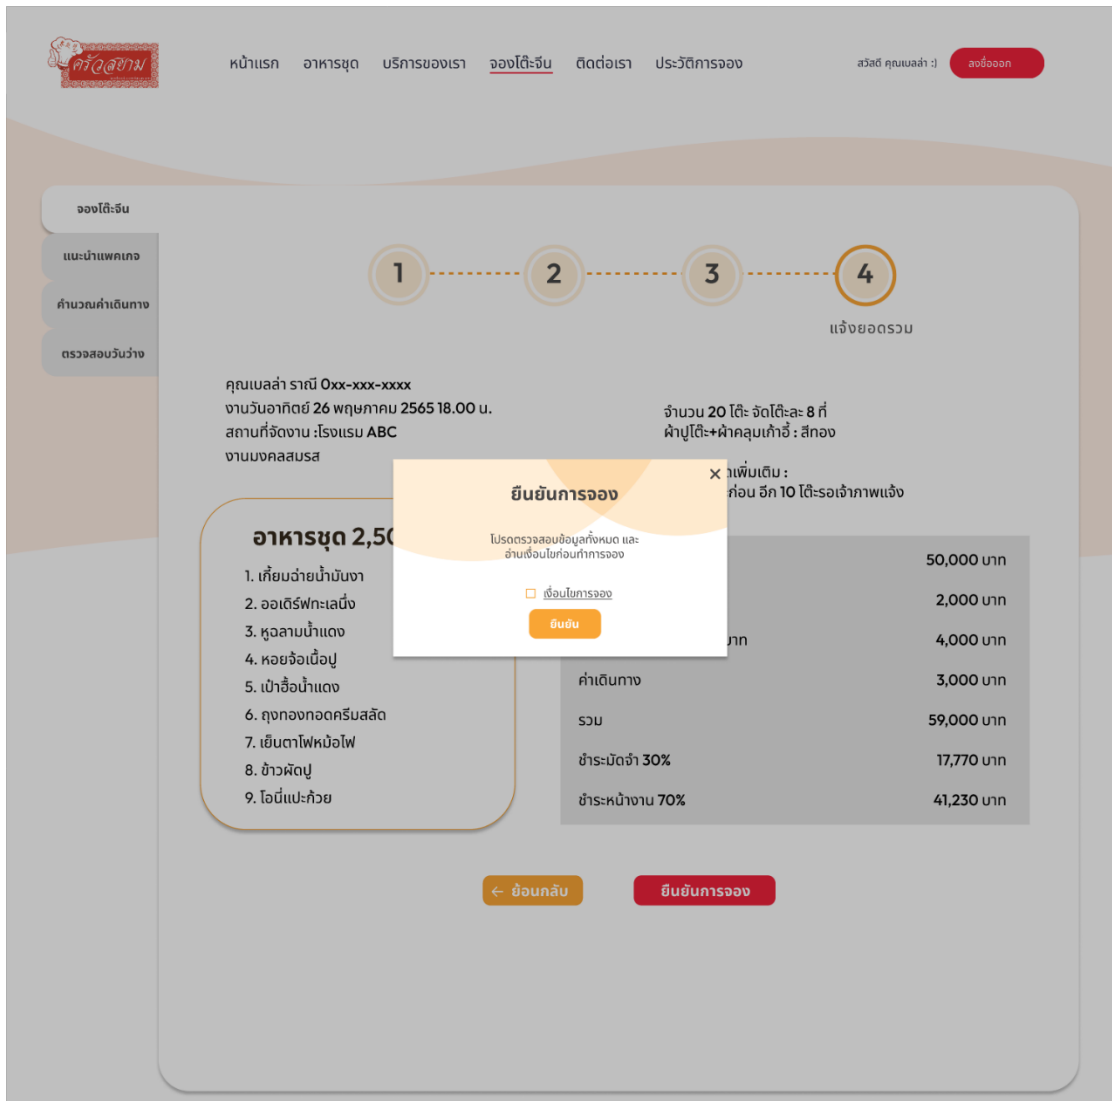 ครัวสยาม
หน้าแรก อาหารชุด บริการของเรา จองโต๊ะจีน ติดต่อเรา ประวัติการจอง สวัสดี คุณเบลล่า :) ลงชื่อออก
จองโต๊ะจีน
แนะนำแพคเกจ
คำนวณค่าเดินทาง
ตรวจสอบวันว่าง
1 2 3 4
แจ้งยอดรวม
คุณเบลล่า ราณี 0xx-xxx-xxxx
งานวันอาทิตย์ 26 พฤษภาคม 2565 18.00 น.
สถานที่จัดงาน :โรงแรม ABC
งานมงคลสมรส
จำนวน 20 โต๊ะ จัดโต๊ะละ 8 ที่
ผ้าปูโต๊ะ+ผ้าคลุมเก้าอี้ : สีทอง
เพิ่มเติม :
ก่อน อีก 10 โต๊ะรอเจ้าภาพแจ้ง
ยืนยันการจอง
โปรดตรวจสอบข้อมูลทั้งหมด และ
อ่านเงื่อนไขก่อนทำการจอง
เงื่อนไขการจอง
ยืนยัน
อาหารชุด 2,50
1. เกี้ยมฉ่ายน้ำมันงา
2. ออเดิร์ฟทะเลนึ่ง
3. หูฉลามน้ำแดง
4. หอยจ้อเนื้อปู
5. เป๋าฮื้อน้ำแดง
6. ถุงทองทอดครีมสลัด
7. เย็นตาโฟหม้อไฟ
8. ข้าวผัดปู
9. โอนี่แปะก้วย
50,000 บาท
2,000 บาท
4,000 บาท
ค่าเดินทาง 3,000 บาท
รวม 59,000 บาท
ชำระมัดจำ 30% 17,770 บาท
ชำระหน้างาน 70% 41,230 บาท
← ย้อนกลับ ยืนยันการจอง